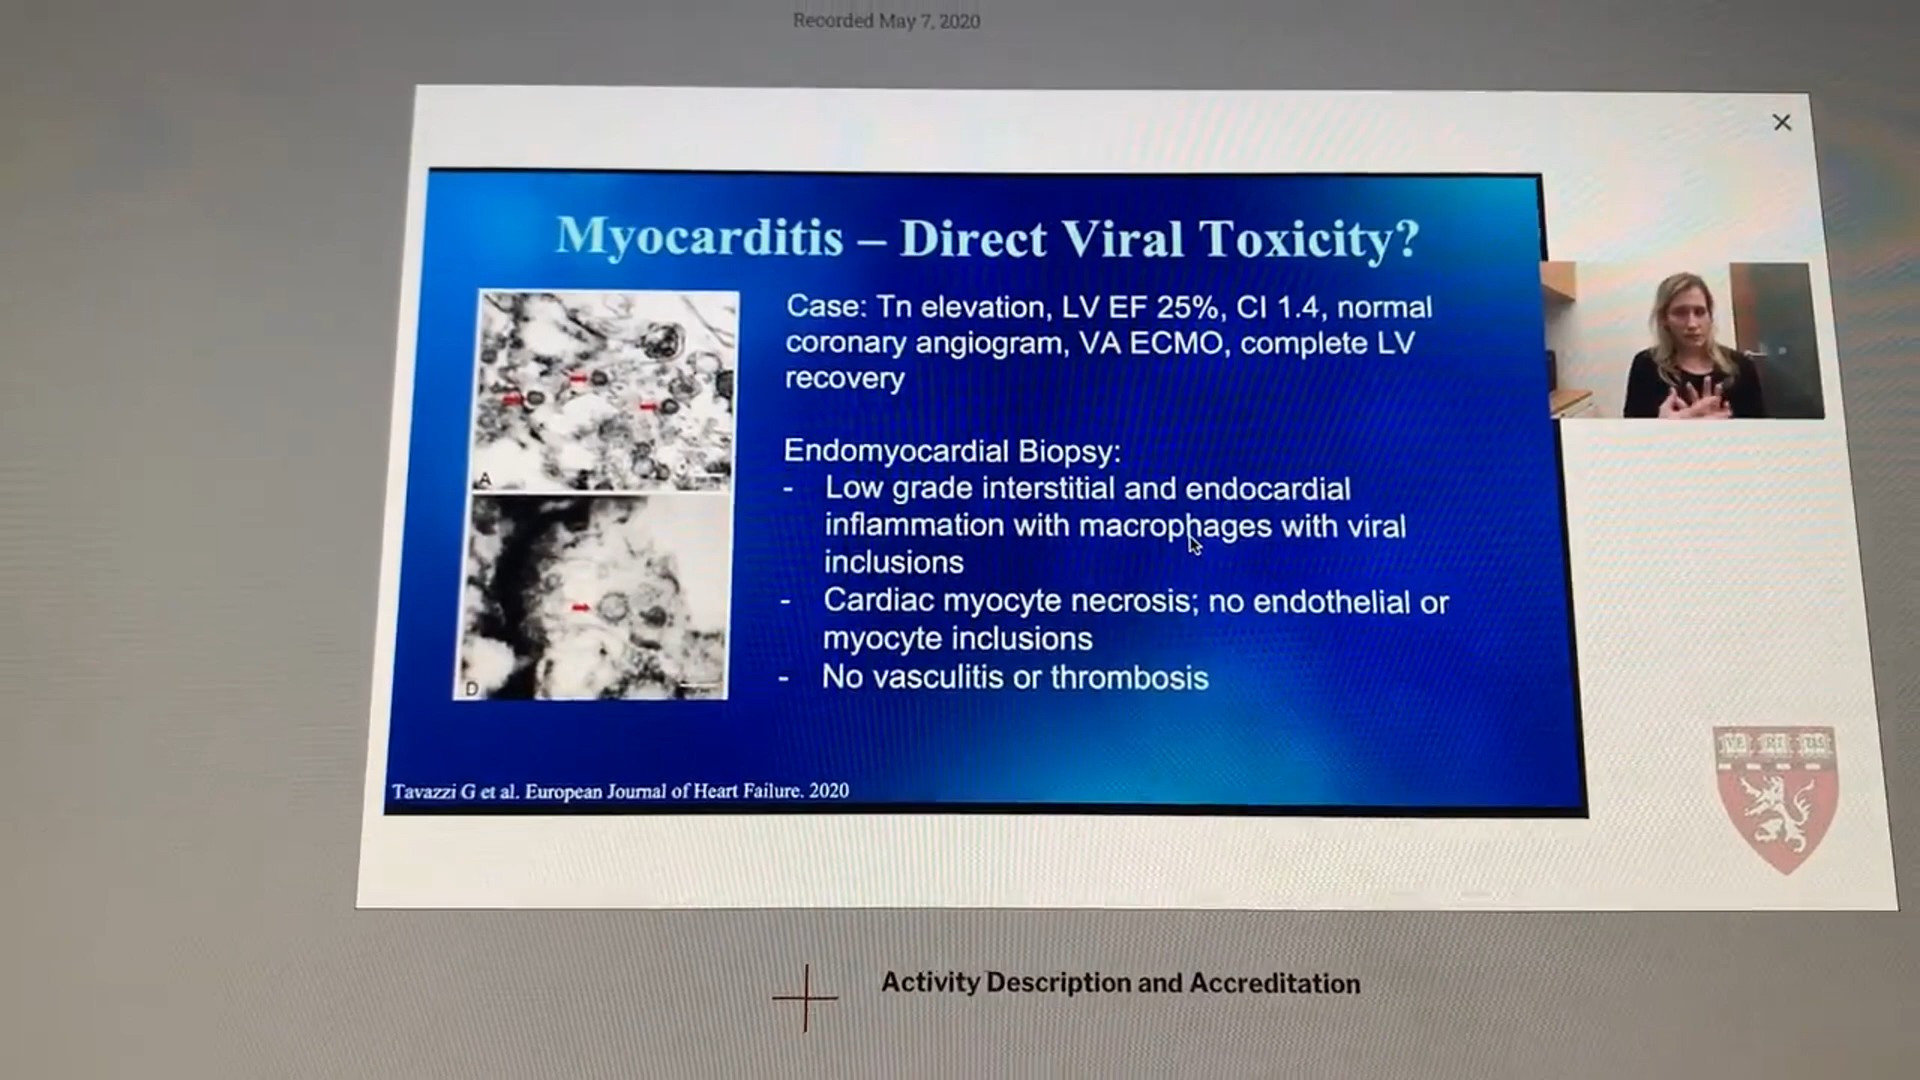 Recorded May 7, 2020
Myocarditis – Direct Viral Toxicity?
Case: Tn elevation, LV EF 25%, CI 1.4, normal
coronary angiogram, VA ECMO, complete LV
recovery
Endomyocardial Biopsy:
- Low grade interstitial and endocardial
inflammation with macrophages with viral
inclusions
- Cardiac myocyte necrosis; no endothelial or
myocyte inclusions
- No vasculitis or thrombosis
A
D
Tavazzi G et al. European Journal of Heart Failure. 2020
VE RI TAS
Activity Description and Accreditation